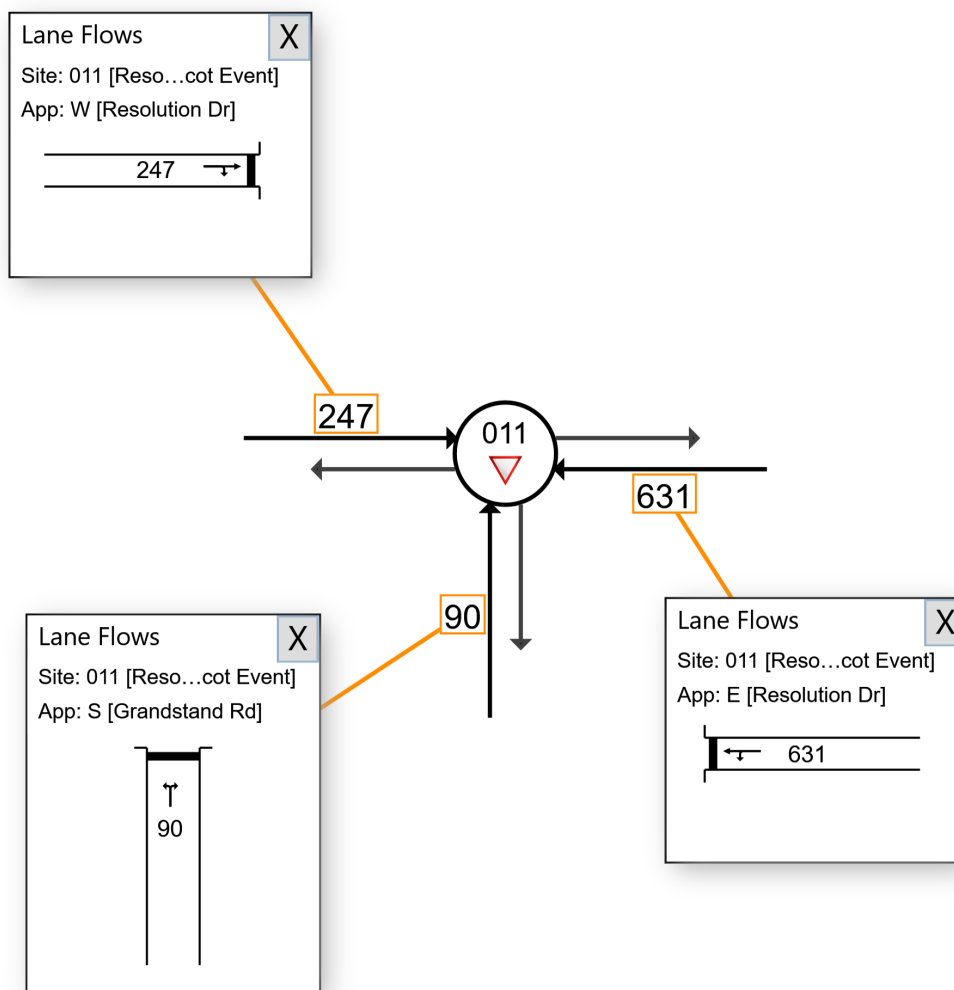 Lane Flows
X
Site: 011 [Reso...cot Event]
App: W [Resolution Dr]
247
247
011
631
90
Lane Flows
X
Site: 011 [Reso...cot Event]
App: S [Grandstand Rd]
90
Lane Flows
X
Site: 011 [Reso...cot Event]
App: E [Resolution Dr]
631